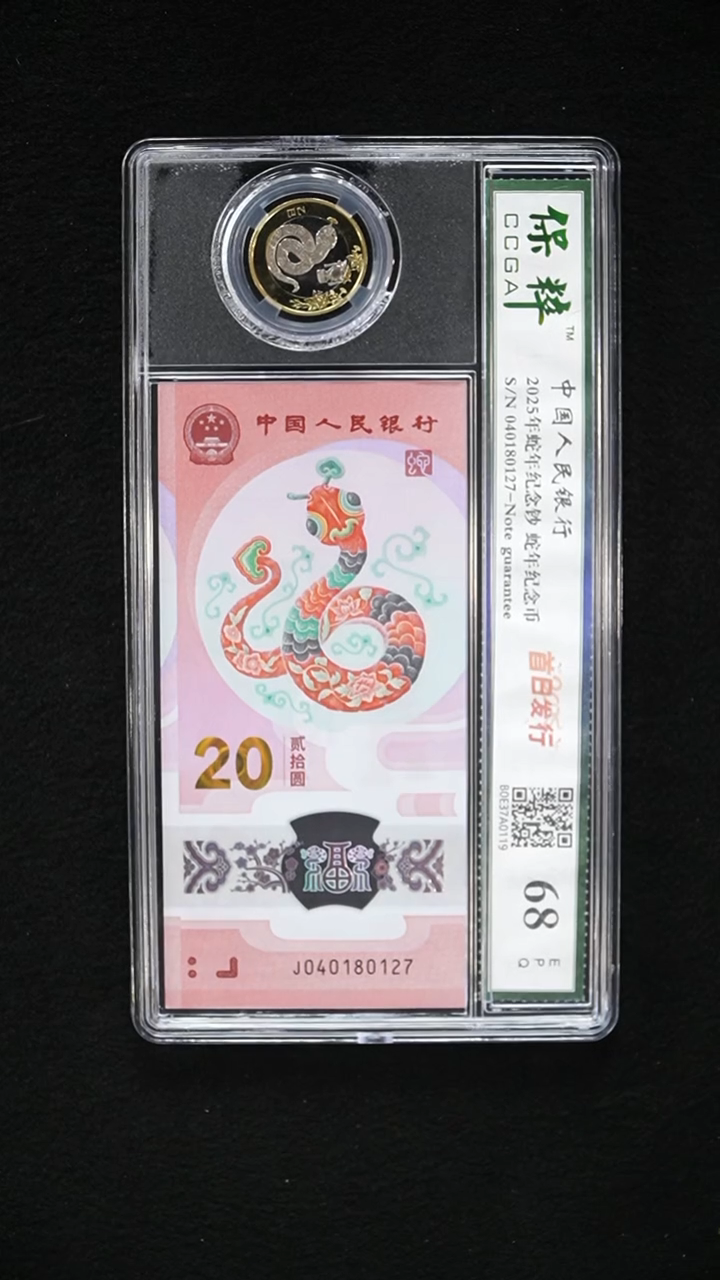 保粹
TM
CCGA
中国人民银行
2025年蛇年纪念钞 蛇年纪念币
S/N 040180127-Note guarantee
首日发行
B0E37A0119
68
EPQ
中国人民银行
20
贰拾圆
J040180127